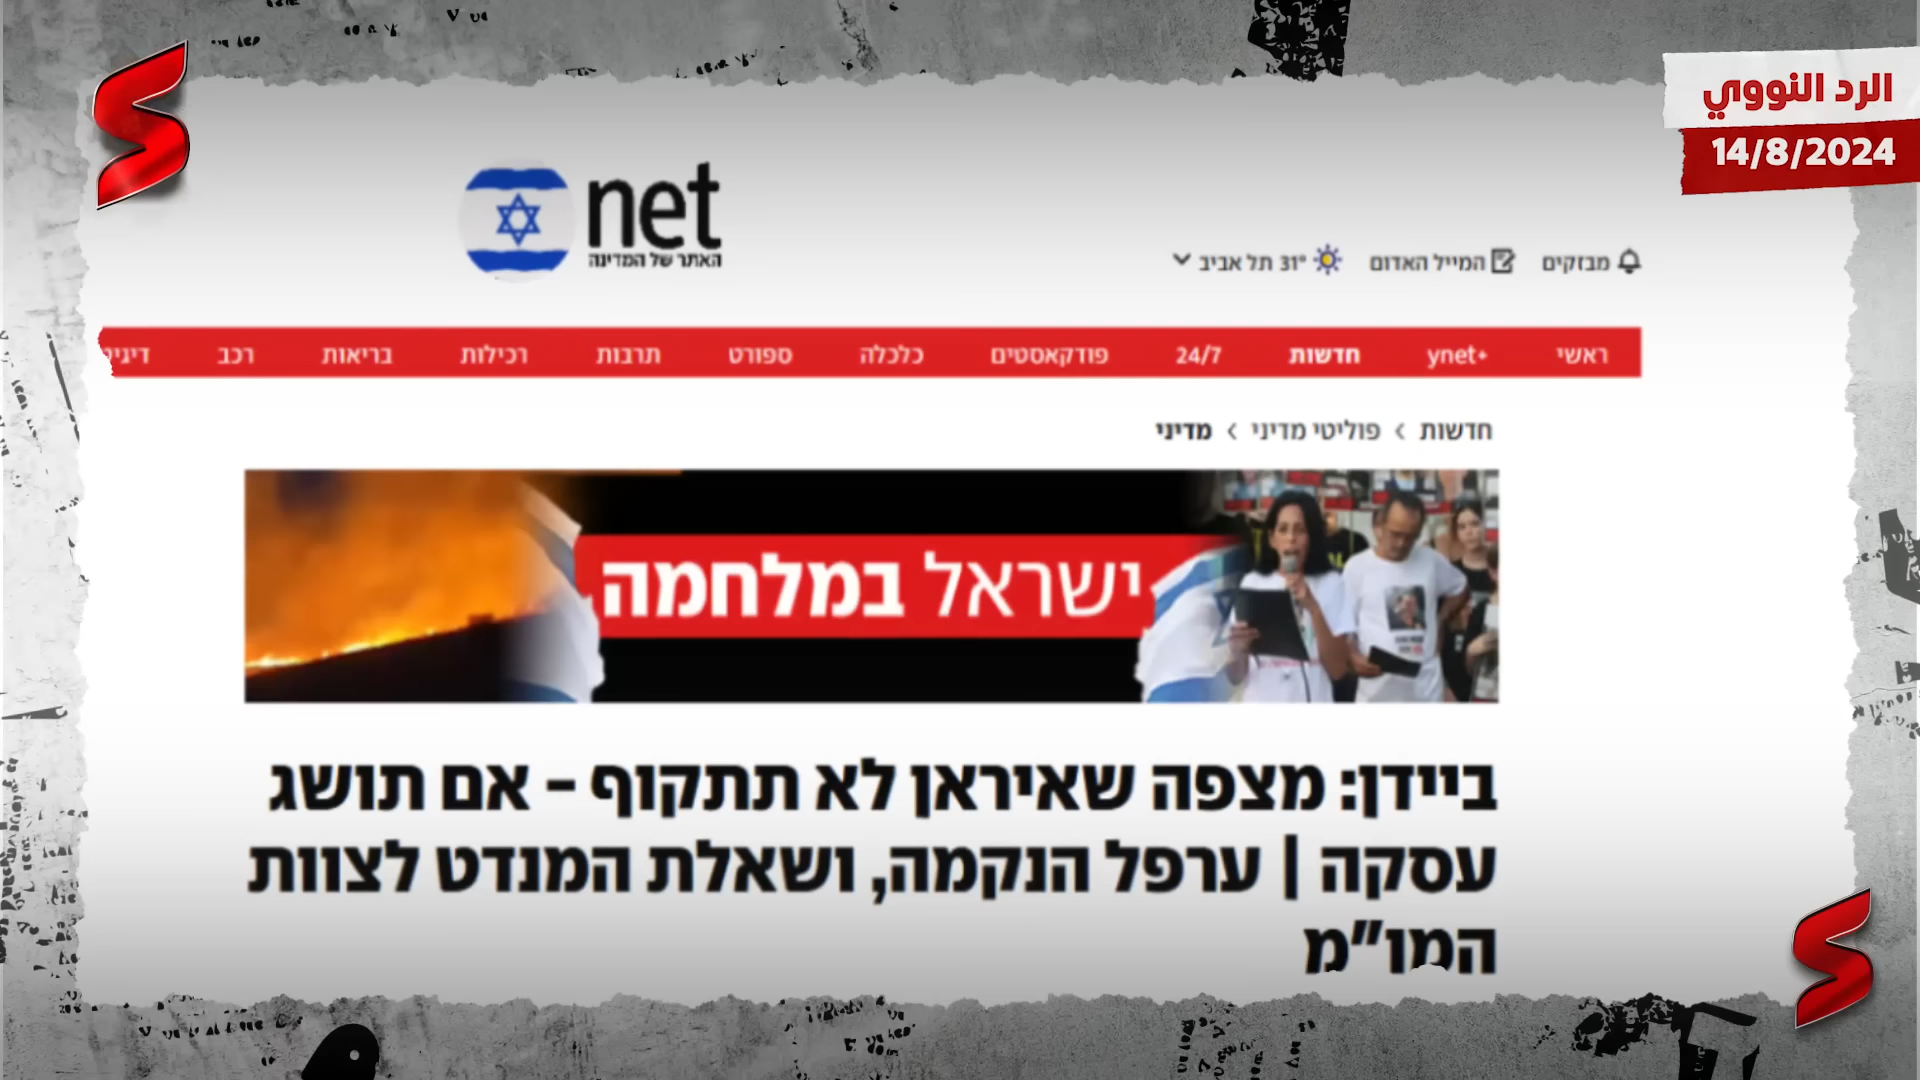 الرد النووي
14/8/2024
net
האתר של המדינה
מבזקים
המייל האדום
31° תל אביב
ראשי
ynet+
חדשות
24/7
פודקאסטים
כלכלה
ספורט
תרבות
רכילות
בריאות
רכב
חדשות › פוליטי מדיני › מדיני
ישראל במלחמה
ביידן: מצפה שאיראן לא תתקוף - אם תושג
עסקה | ערפל הנקמה, ושאלת המנדט לצוות
המו"מ